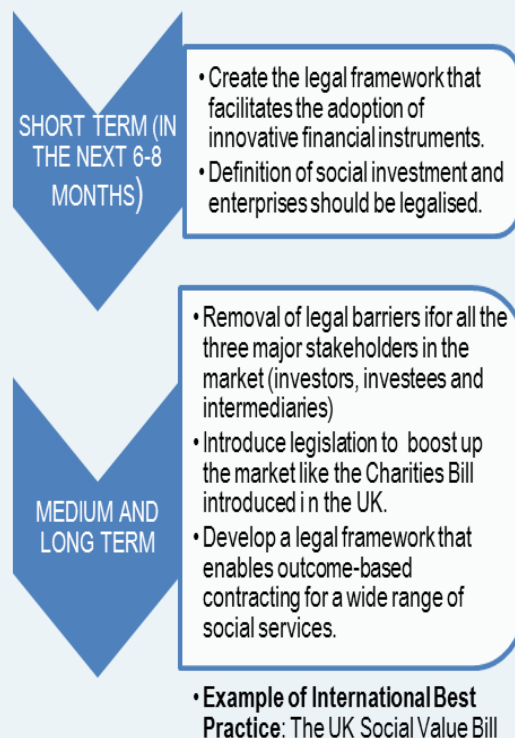 SHORT TERM (IN
THE NEXT 6-8
MONTHS)
• Create the legal framework that
facilitates the adoption of
innovative financial instruments.
• Definition of social investment and
enterprises should be legalised.
MEDIUM AND
LONG TERM
• Removal of legal barriers ifor all the
three major stakeholders in the
market (investors, investees and
intermediaries)
• Introduce legislation to boost up
the market like the Charities Bill
introduced i n the UK.
• Develop a legal framework that
enables outcome-based
contracting for a wide range of
social services.
• Example of International Best
Practice: The UK Social Value Bill